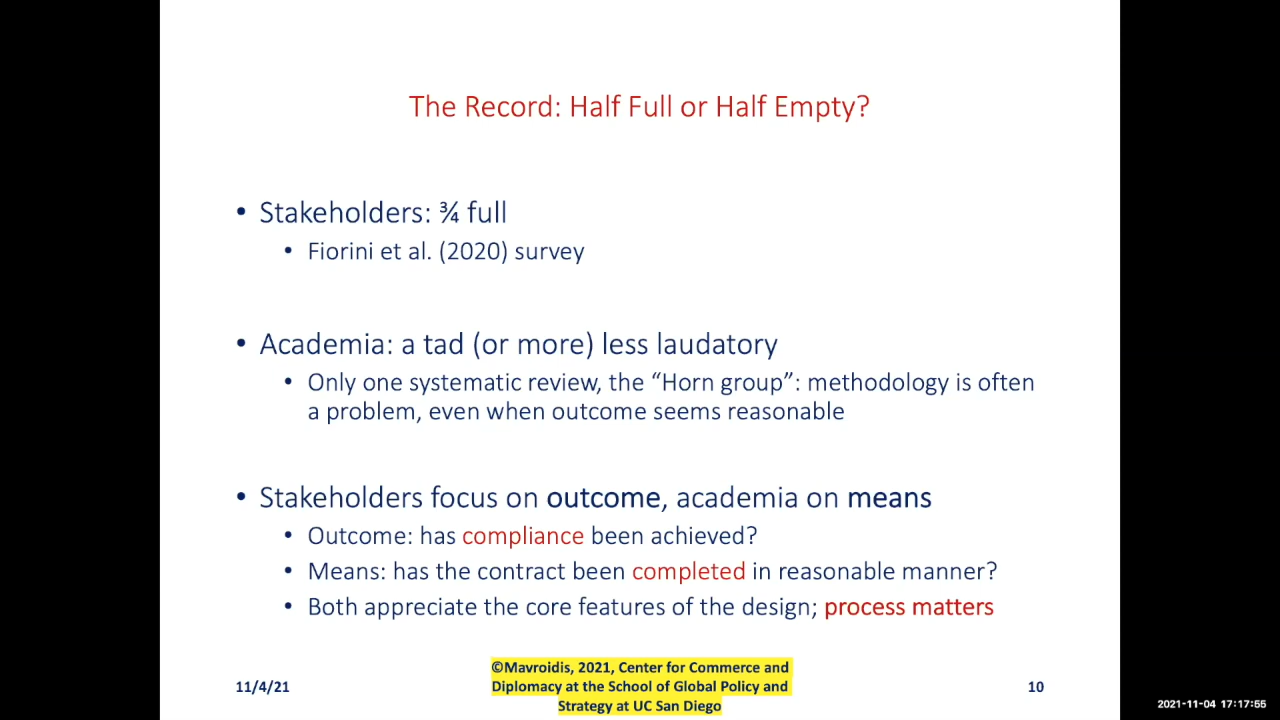 The Record: Half Full or Half Empty?
• Stakeholders: ¾ full
• Fiorini et al. (2020) survey
• Academia: a tad (or more) less laudatory
• Only one systematic review, the “Horn group”: methodology is often
a problem, even when outcome seems reasonable
• Stakeholders focus on outcome, academia on means
• Outcome: has compliance been achieved?
• Means: has the contract been completed in reasonable manner?
• Both appreciate the core features of the design; process matters
©Mavroidis, 2021, Center for Commerce and
Diplomacy at the School of Global Policy and
Strategy at UC San Diego
11/4/21
10
2021-11-04 17:17:55